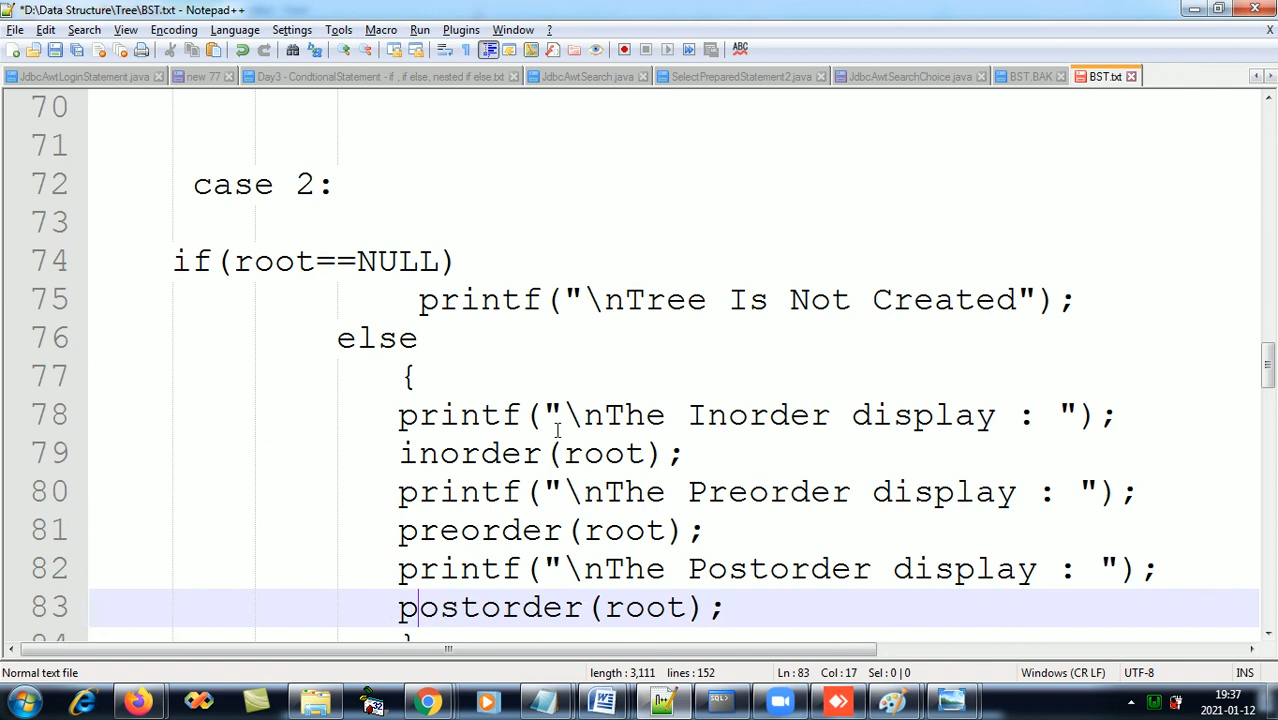 *D:\Data Structure\Tree\BST.txt - Notepad++
File Edit Search View Encoding Language Settings Tools Macro Run Plugins Window ? X
JdbcAwtLoginStatement.java new 77 Day3 - CondtionalStatement - if , if else, nested if else.txt JdbcAwtSearch.java SelectPreparedStatement2.java JdbcAwtSearchChoice.java BST.BAK BST.txt
70
71
72 case 2:
73
74 if(root==NULL)
75 printf("\nTree Is Not Created");
76 else
77 {
78 printf("\nThe Inorder display : ");
79 inorder(root);
80 printf("\nThe Preorder display : ");
81 preorder(root);
82 printf("\nThe Postorder display : ");
83 postorder(root);
84 }
Normal text file length : 3,111 lines : 152 Ln : 83 Col : 17 Sel : 0 | 0 Windows (CR LF) UTF-8 INS
19:37
2021-01-12